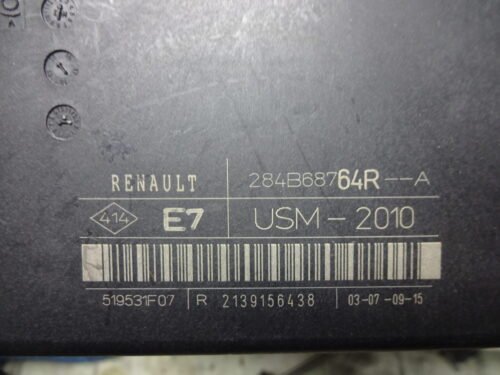 RENAULT 284B68764R--A
414 E7 USM-2010
519531F07 R 2139156438 03-07-09-15